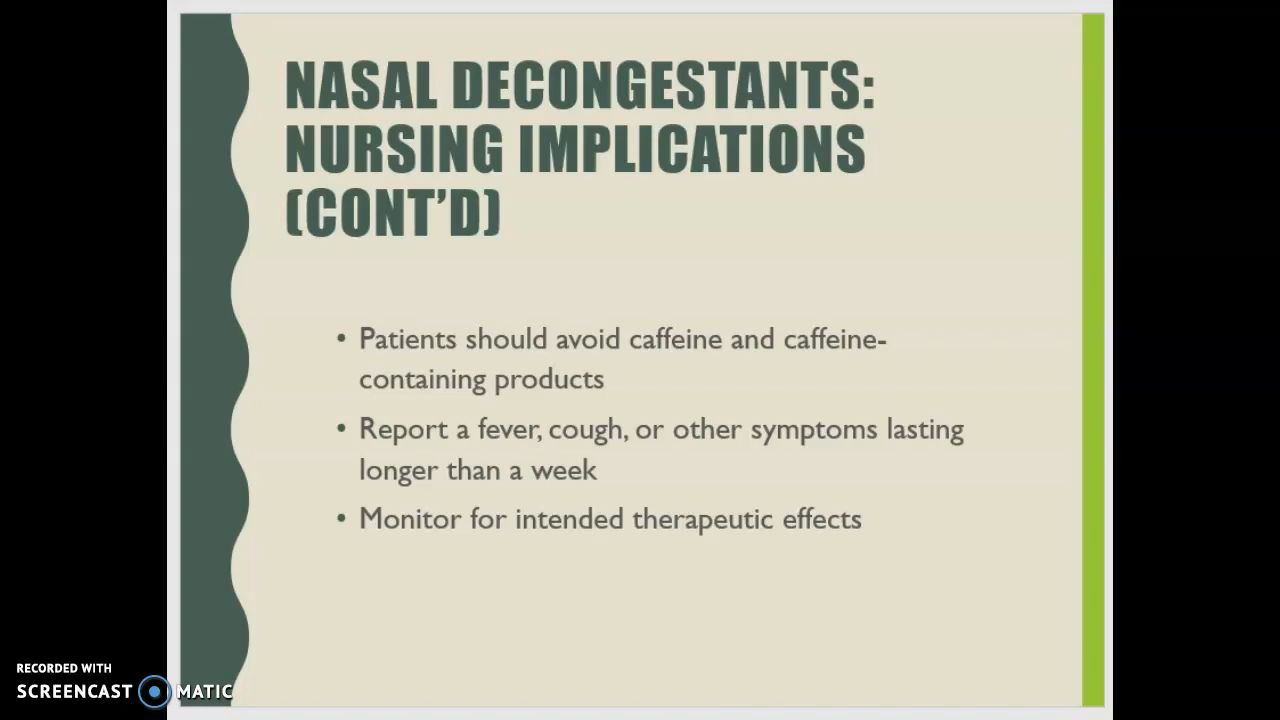 NASAL DECONGESTANTS:
NURSING IMPLICATIONS
(CONT’D)
• Patients should avoid caffeine and caffeine-
containing products
• Report a fever, cough, or other symptoms lasting
longer than a week
• Monitor for intended therapeutic effects
RECORDED WITH
SCREENCAST MATIC